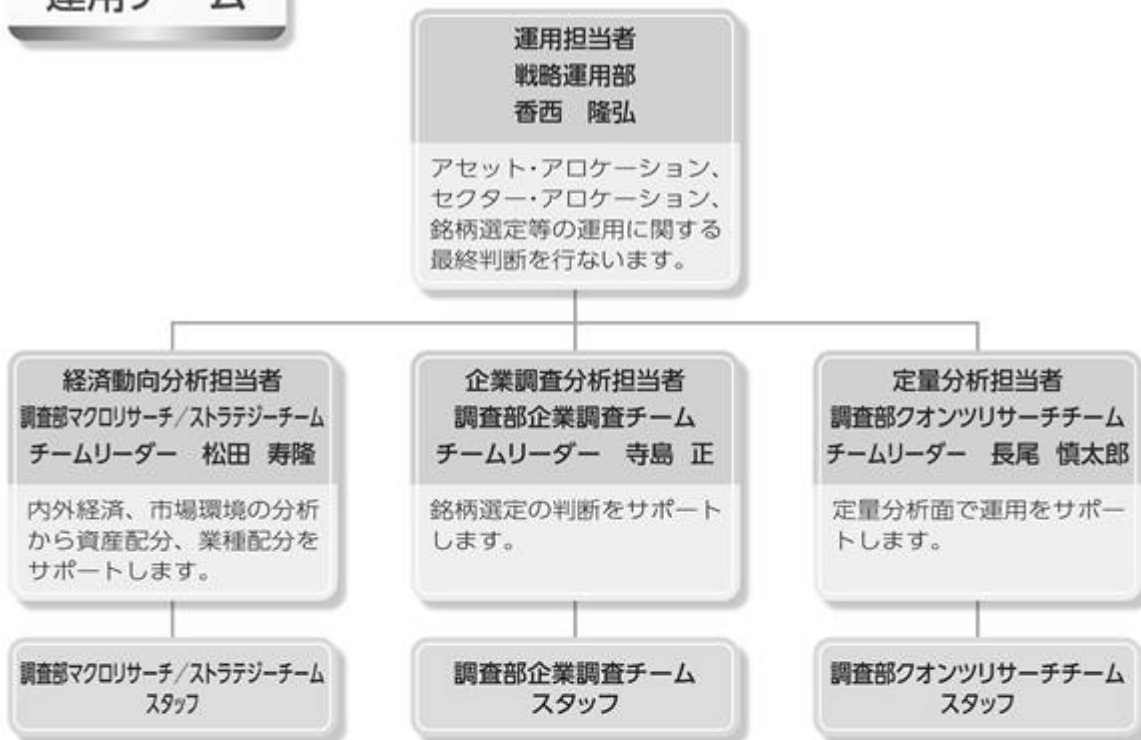 運用チーム
運用担当者
戦略運用部
香西 隆弘
アセット・アロケーション、
セクター・アロケーション、
銘柄選定等の運用に関する
最終判断を行ないます。
経済動向分析担当者
調査部マクロリサーチ/ストラテジーチーム
チームリーダー 松田 寿隆
内外経済、市場環境の分析
から資産配分、業種配分を
サポートします。
調査部マクロリサーチ/ストラテジーチーム
スタッフ
企業調査分析担当者
調査部企業調査チーム
チームリーダー 寺島 正
銘柄選定の判断をサポート
します。
調査部企業調査チーム
スタッフ
定量分析担当者
調査部クオンツリサーチチーム
チームリーダー 長尾 慎太郎
定量分析面で運用をサポー
トします。
調査部クオンツリサーチチーム
スタッフ